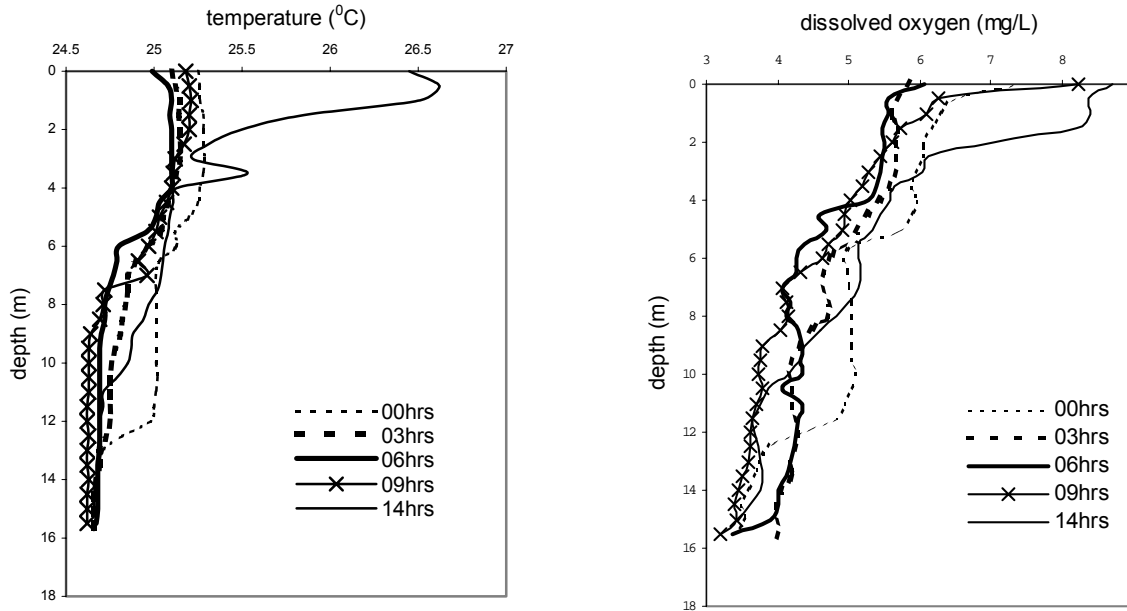 temperature (⁰C)
24.5 25 25.5 26 26.5 27
0
2
4
6
8
10
12
14
16
18
depth (m)
00hrs
03hrs
06hrs
09hrs
14hrs
dissolved oxygen (mg/L)
3 4 5 6 7 8
0
2
4
6
8
10
12
14
16
18
depth (m)
00hrs
03hrs
06hrs
09hrs
14hrs